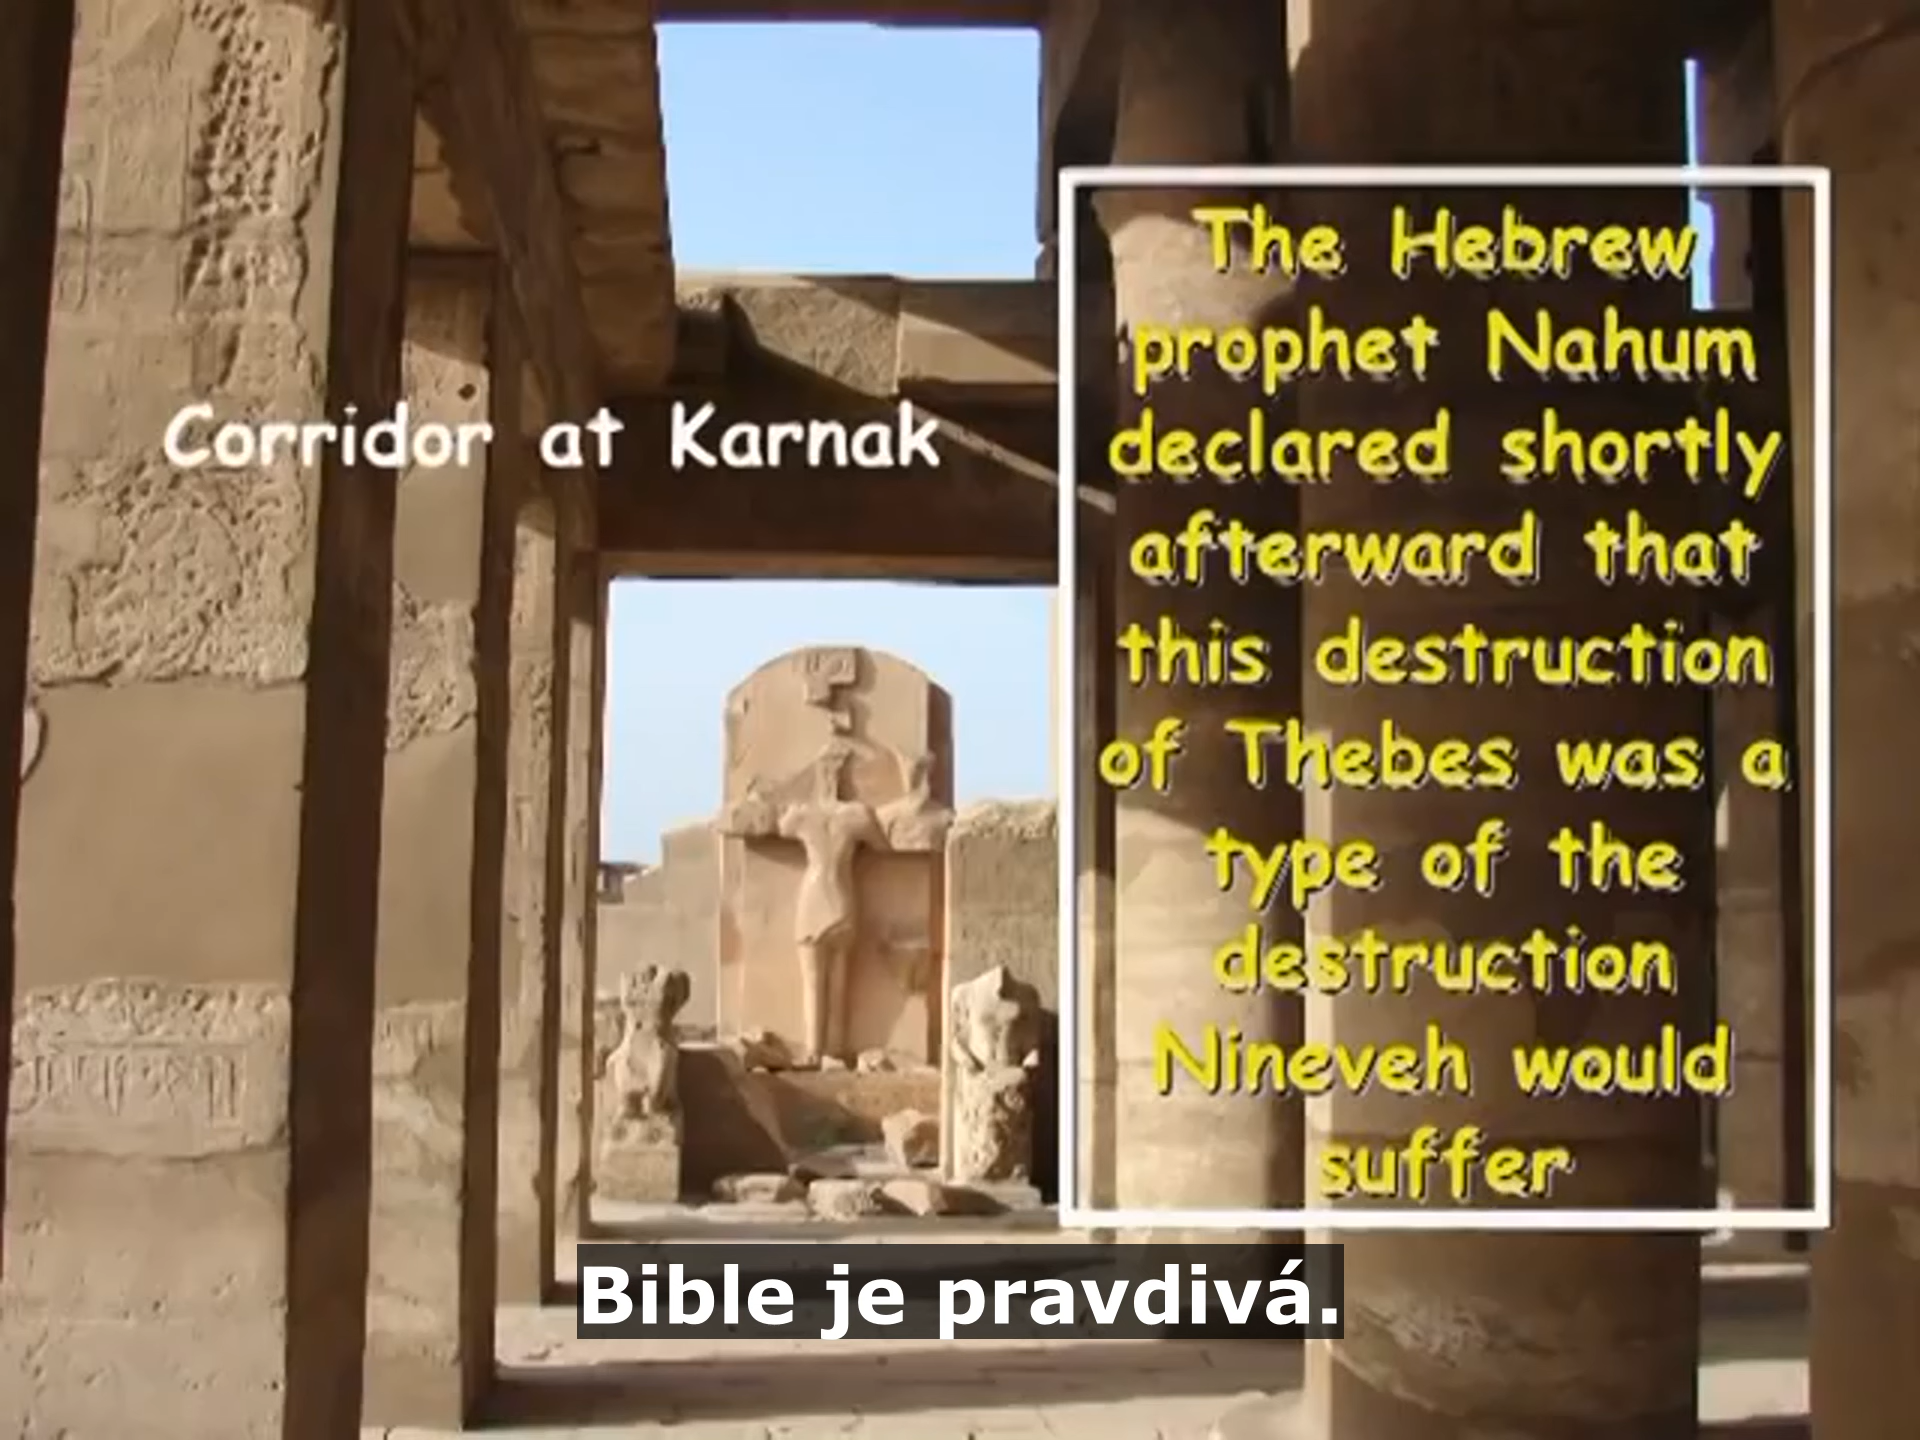 Corridor at Karnak
The Hebrew
prophet Nahum
declared shortly
afterward that
this destruction
of Thebes was a
type of the
destruction
Nineveh would
suffer
Bible je pravdivá.